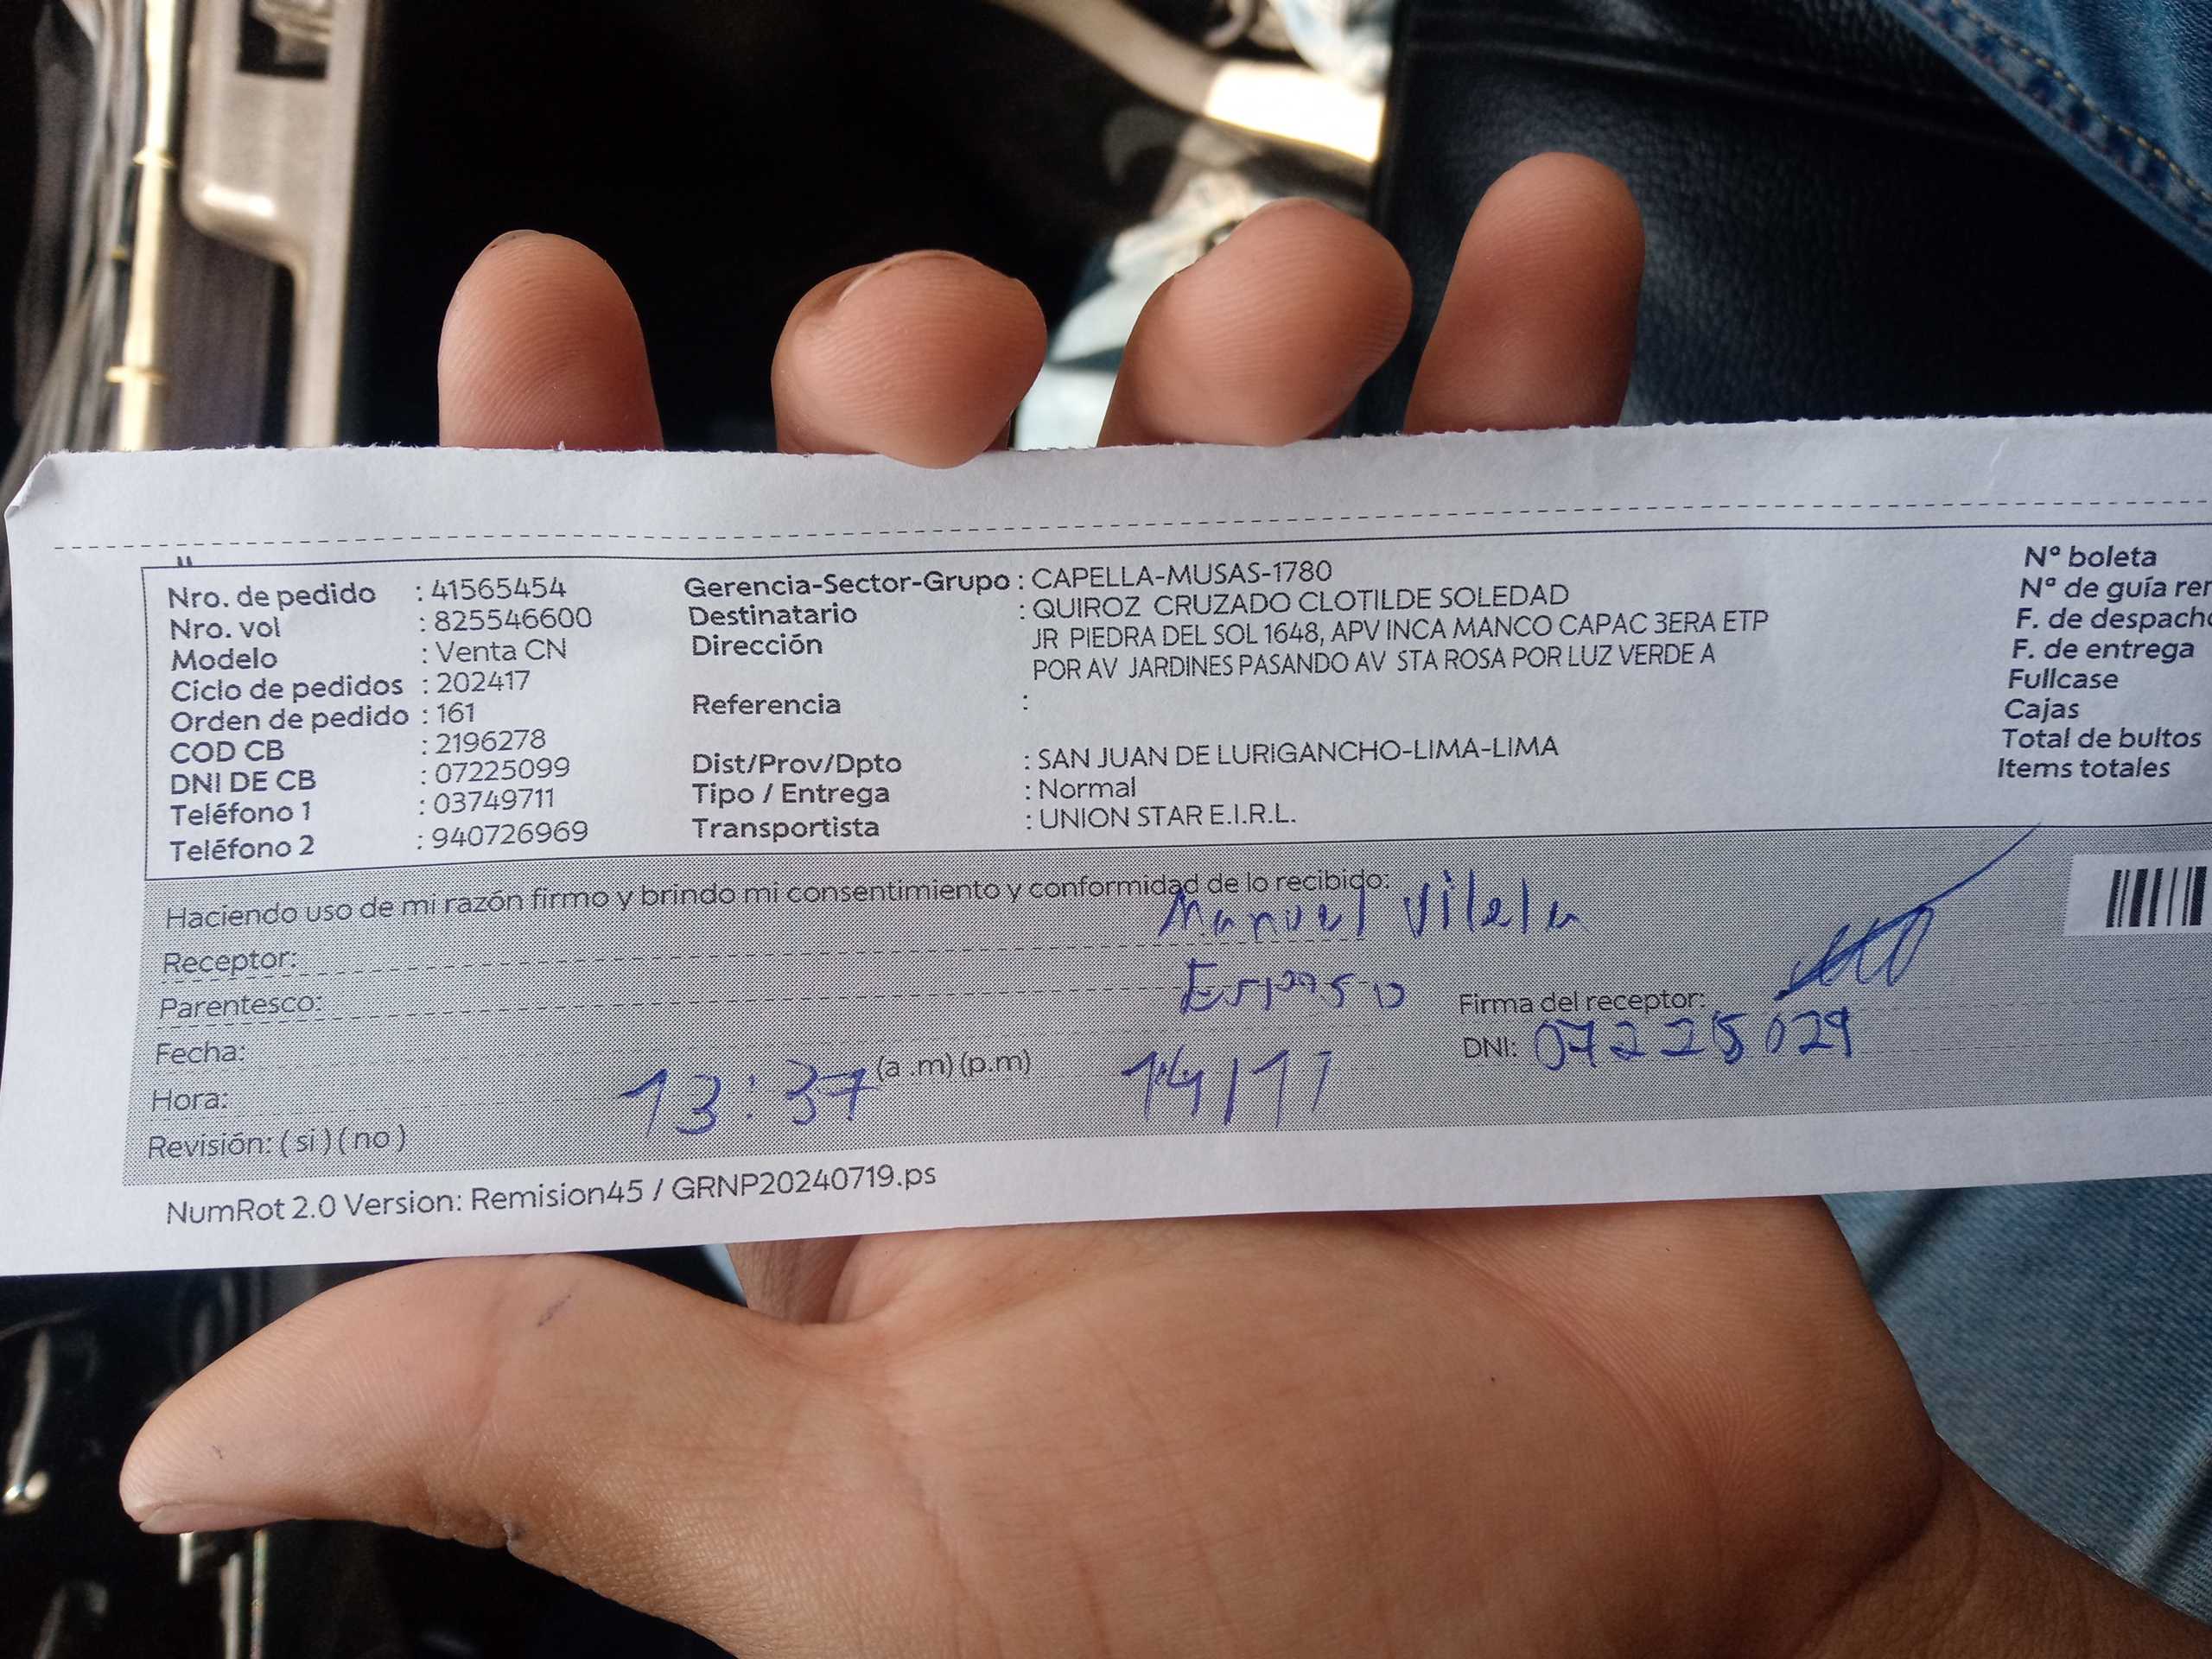 Nro. de pedido : 41565454
Nro. vol : 825546600
Modelo : Venta CN
Ciclo de pedidos : 202417
Orden de pedido : 161
COD CB : 2196278
DNI DE CB : 07225099
Teléfono 1 : 03749711
Teléfono 2 : 940726969
Gerencia-Sector-Grupo : CAPELLA-MUSAS-1780
Destinatario : QUIROZ CRUZADO CLOTILDE SOLEDAD
Dirección JR PIEDRA DEL SOL 1648, APV INCA MANCO CAPAC 3ERA ETP
POR AV JARDINES PASANDO AV STA ROSA POR LUZ VERDE A
Referencia :
Dist/Prov/Dpto : SAN JUAN DE LURIGANCHO-LIMA-LIMA
Tipo / Entrega : Normal
Transportista : UNION STAR E.I.R.L.
Nº boleta
Nº de guía rer
F. de despacho
F. de entrega
Fullcase
Cajas
Total de bultos
Items totales
Haciendo uso de mi razón firmo y brindo mi consentimiento y conformidad de lo recibido:
Receptor: Manuel Vilela
Parentesco: Esposo
Firma del receptor:
Fecha: 14/11
DNI: 07225029
Hora: 13:37 (a .m) (p.m)
Revisión: ( si ) ( no )
NumRot 2.0 Version: Remision45 / GRNP20240719.ps